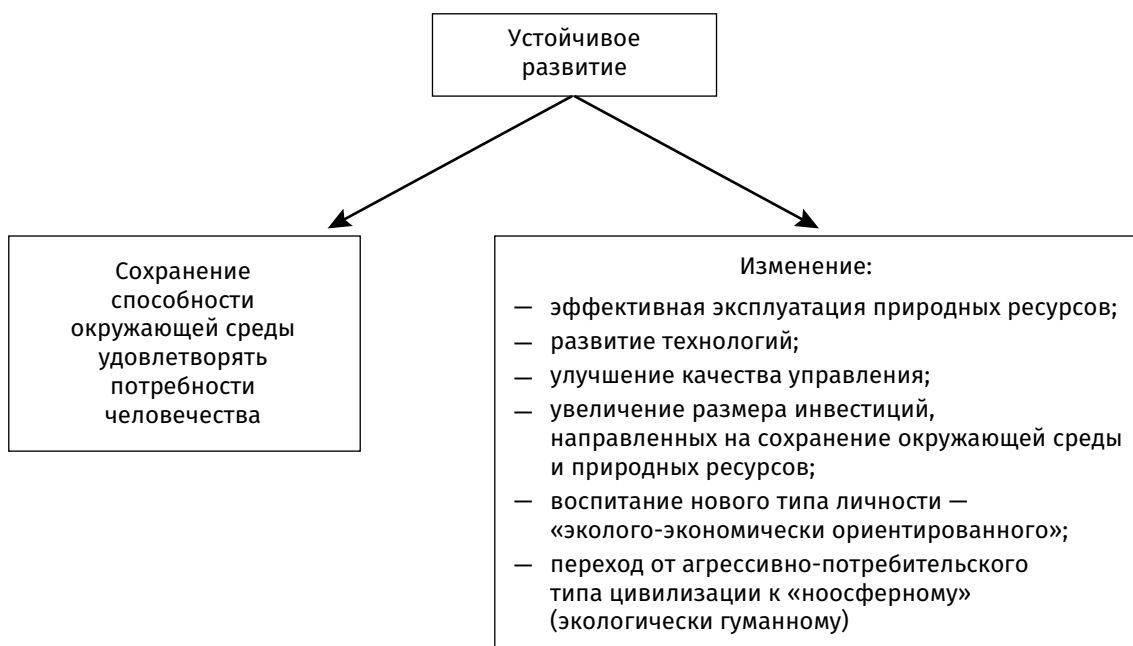 Устойчивое
развитие
Сохранение
способности
окружающей среды
удовлетворять
потребности
человечества
Изменение:
— эффективная эксплуатация природных ресурсов;
— развитие технологий;
— улучшение качества управления;
— увеличение размера инвестиций,
направленных на сохранение окружающей среды
и природных ресурсов;
— воспитание нового типа личности —
«эколого-экономически ориентированного»;
— переход от агрессивно-потребительского
типа цивилизации к «ноосферному»
(экологически гуманному)